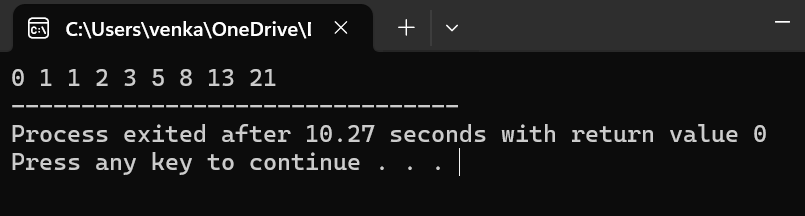 C:\Users\venka\OneDrive\I
0 1 1 2 3 5 8 13 21
--------------------------------
Process exited after 10.27 seconds with return value 0
Press any key to continue . . .